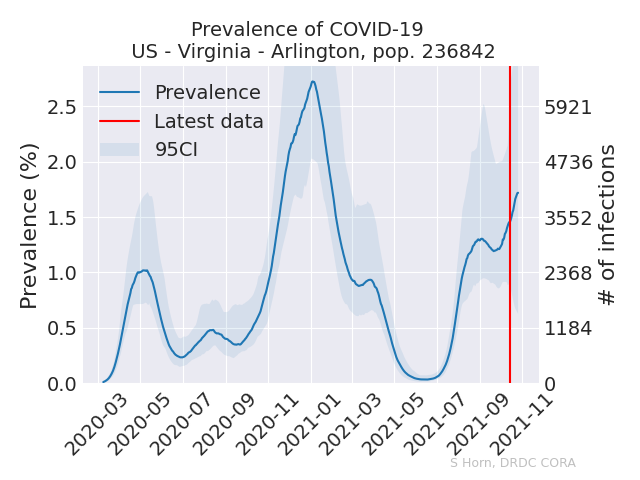 Prevalence of COVID-19
US - Virginia - Arlington, pop. 236842
Prevalence
Latest data
95CI
Prevalence (%)
2.5
2.0
1.5
1.0
0.5
0.0
5921
4736
3552
2368
1184
0
# of infections
2020-03
2020-05
2020-07
2020-09
2020-11
2021-01
2021-03
2021-05
2021-07
2021-09
2021-11
S Horn, DRDC CORA